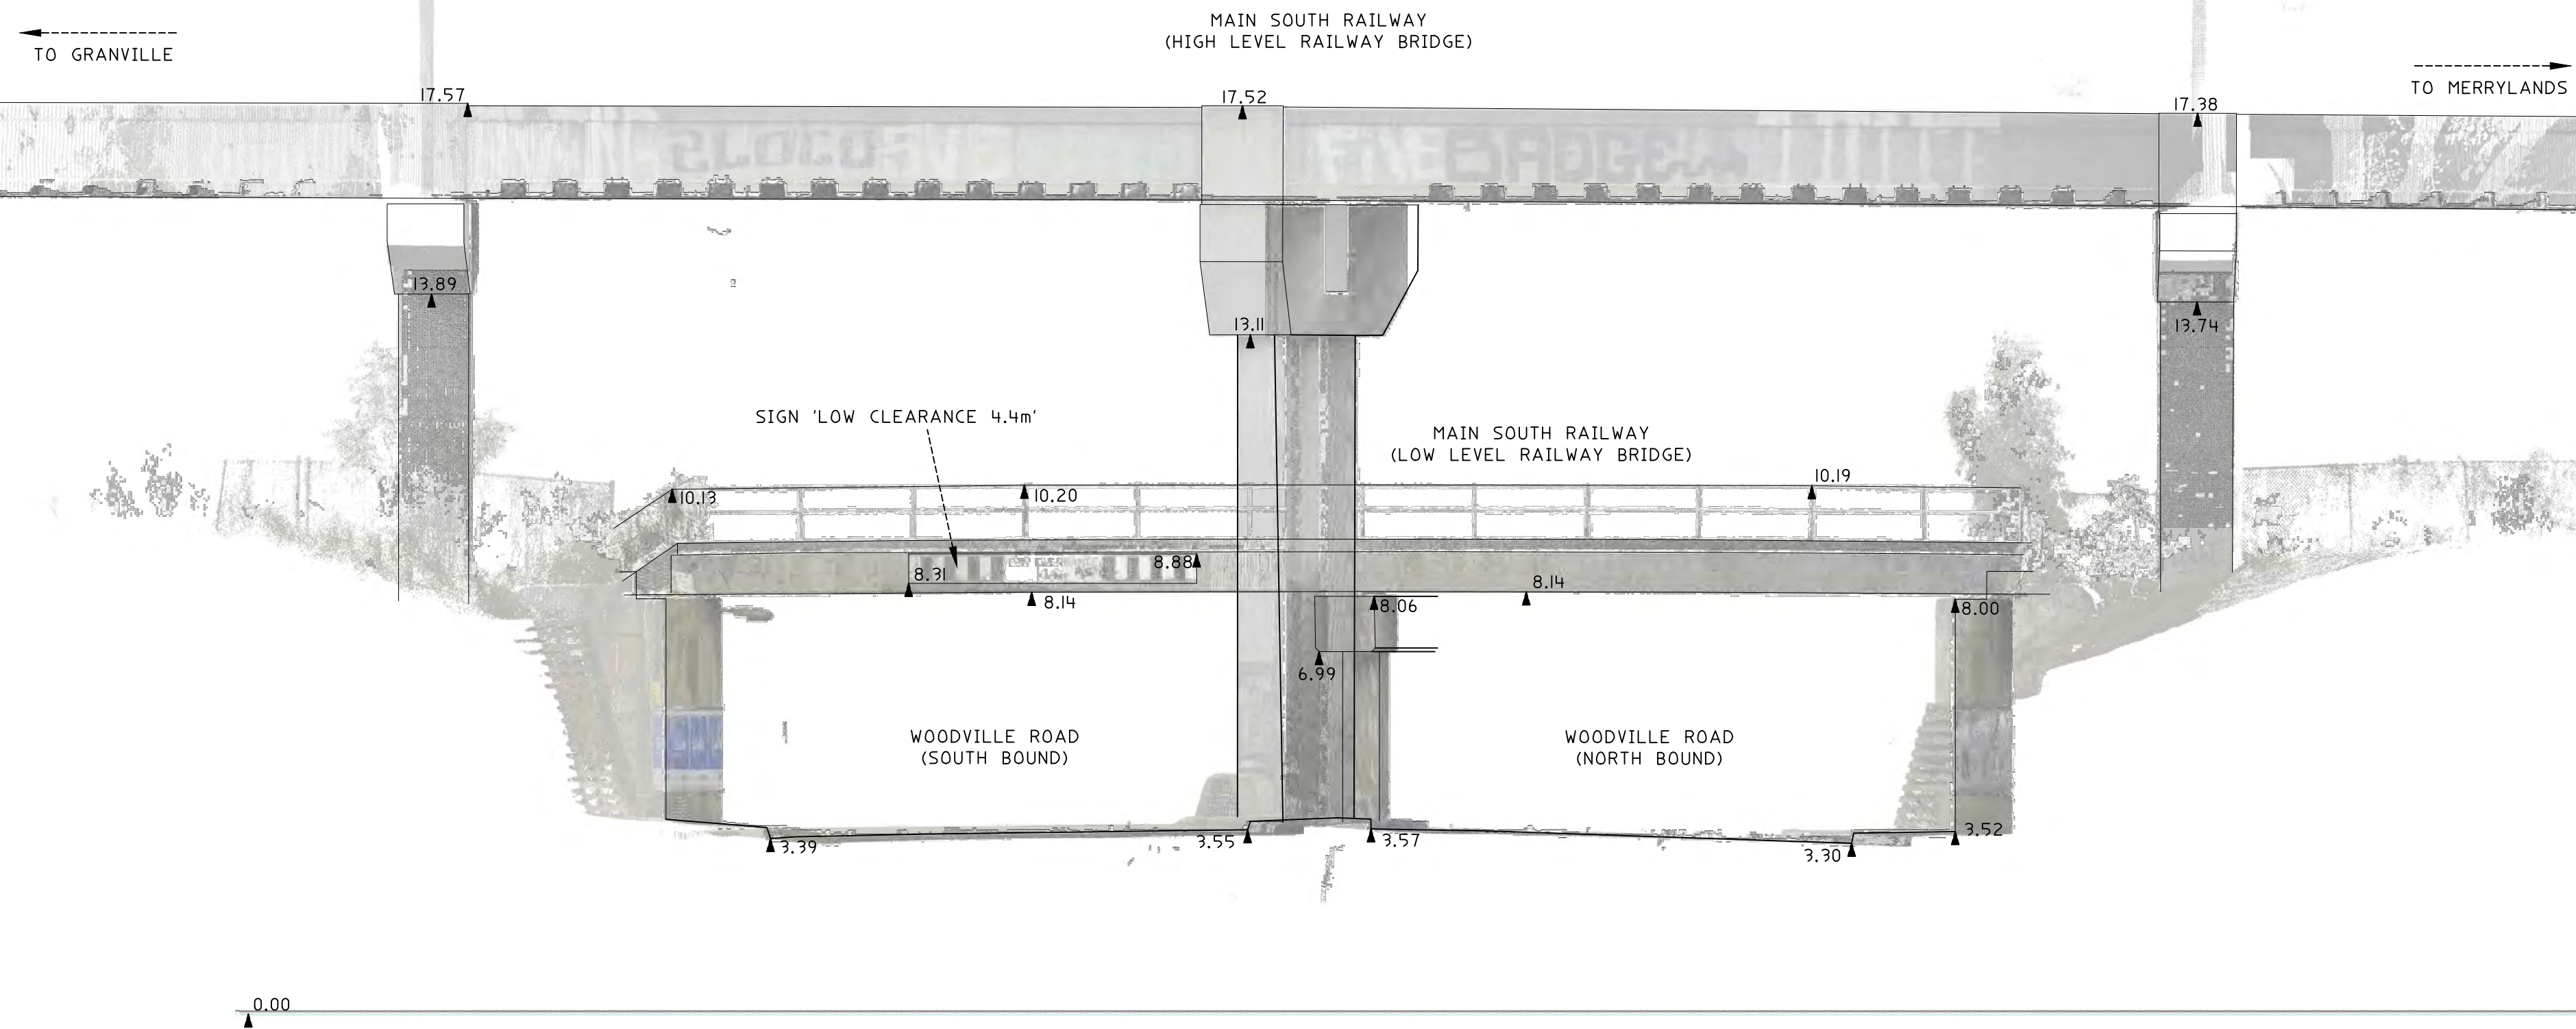 MAIN SOUTH RAILWAY
(HIGH LEVEL RAILWAY BRIDGE)
TO GRANVILLE
TO MERRYLANDS
17.57
17.52
17.38
BADGE
13.89
13.11
13.74
SIGN 'LOW CLEARANCE 4.4m'
MAIN SOUTH RAILWAY
(LOW LEVEL RAILWAY BRIDGE)
10.13
10.20
10.19
8.31
8.88
8.14
8.14
8.06
8.00
6.99
WOODVILLE ROAD
(SOUTH BOUND)
WOODVILLE ROAD
(NORTH BOUND)
3.39
3.55
3.57
3.30
3.52
0.00